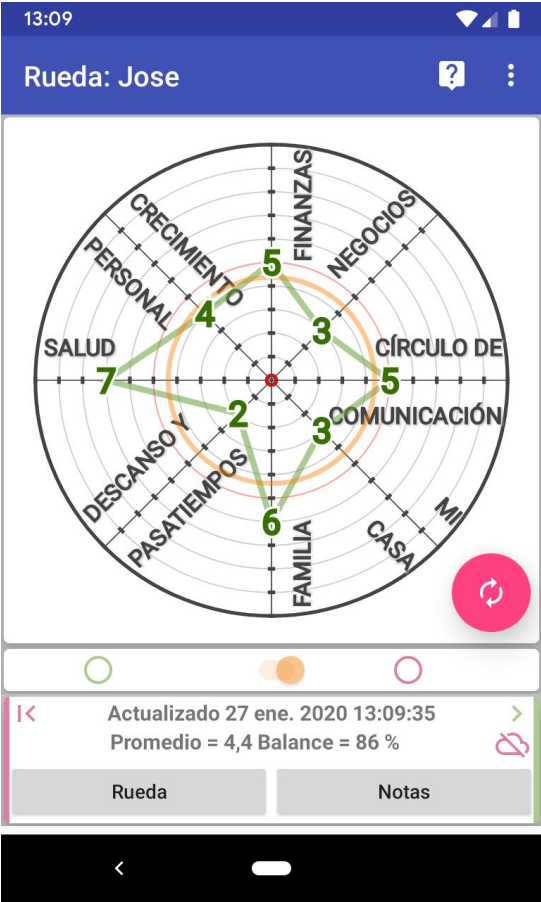 13:09
Rueda: Jose
FINANZAS
NEGOCIOS
CRECIMIENTO
PERSONAL
5
3
4
SALUD
CÍRCULO DE
7
5
COMUNICACIÓN
2
3
DESCANSO Y
PASATIEMPOS
6
FAMILIA
MI
CASA
Actualizado 27 ene. 2020 13:09:35
Promedio = 4,4 Balance = 86 %
Rueda
Notas